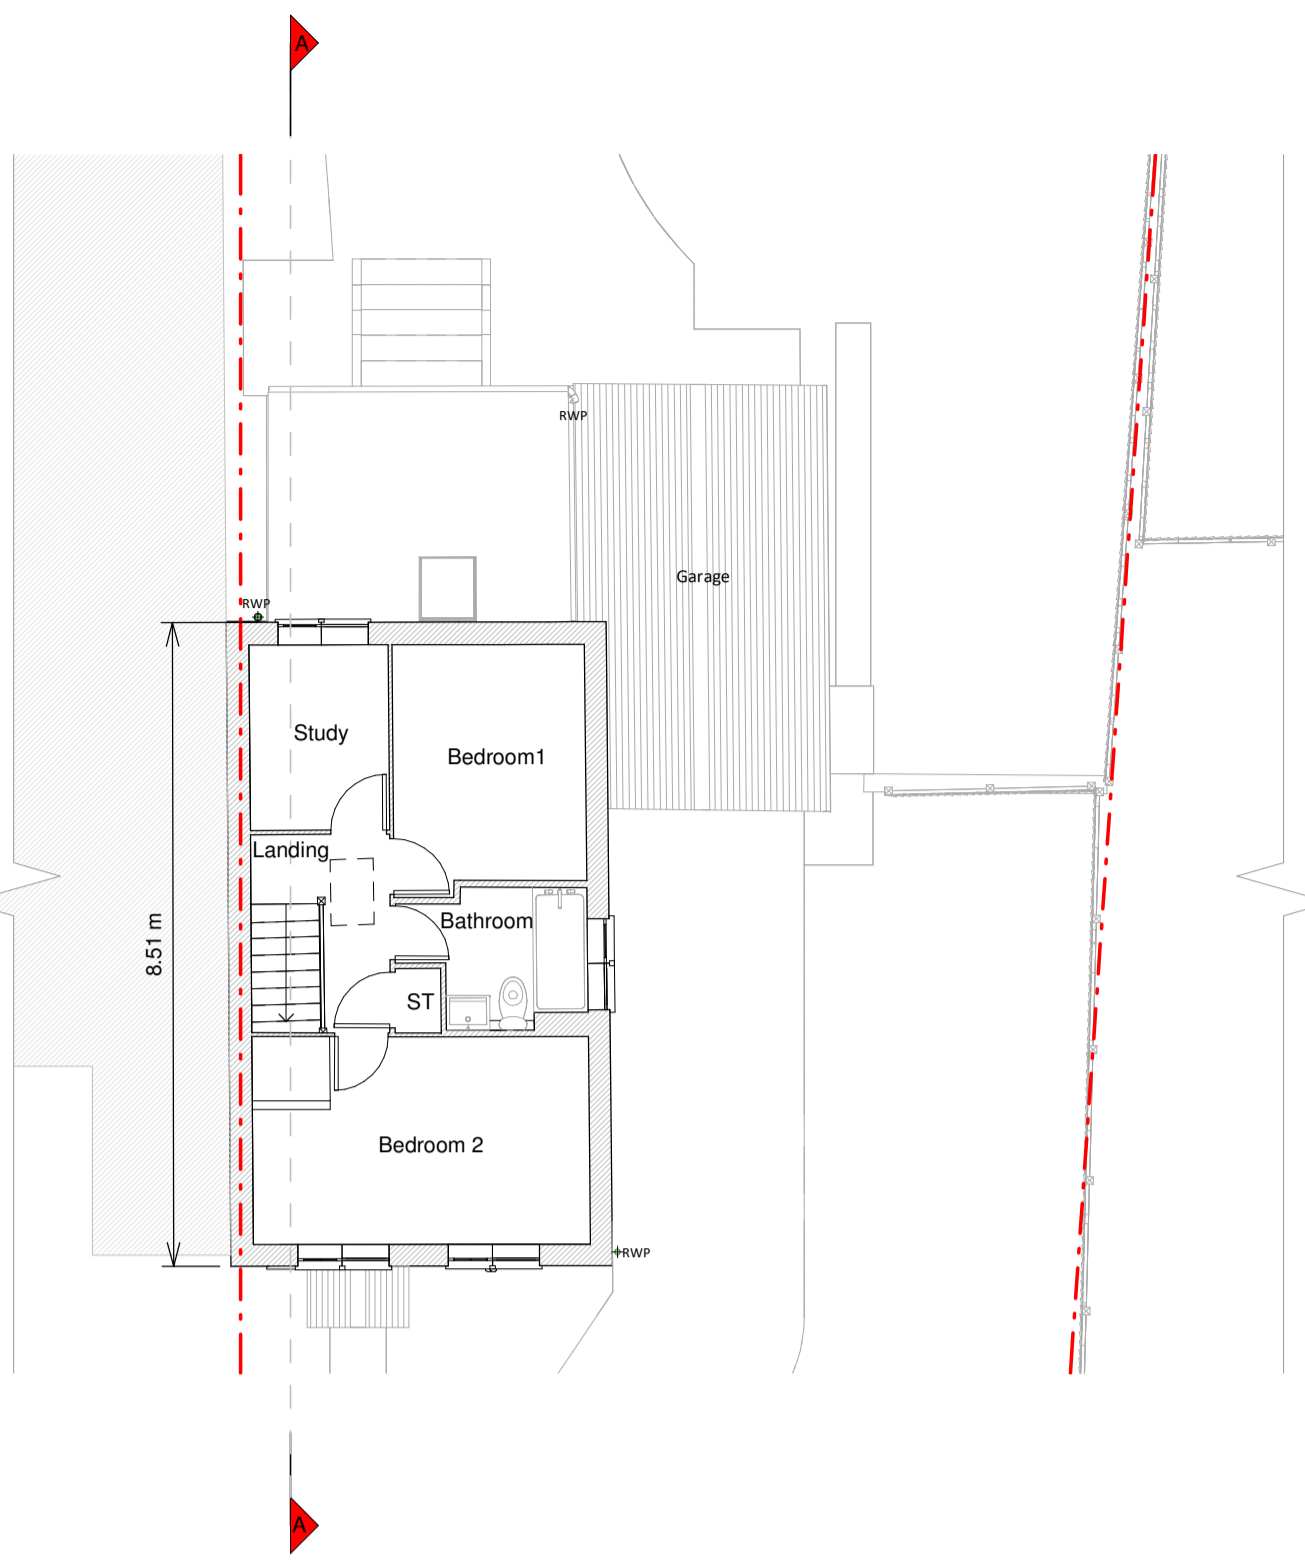 A
RWP
Garage
RWP
Study
Bedroom1
Landing
Bathroom
8.51 m
ST
Bedroom 2
RWP
A